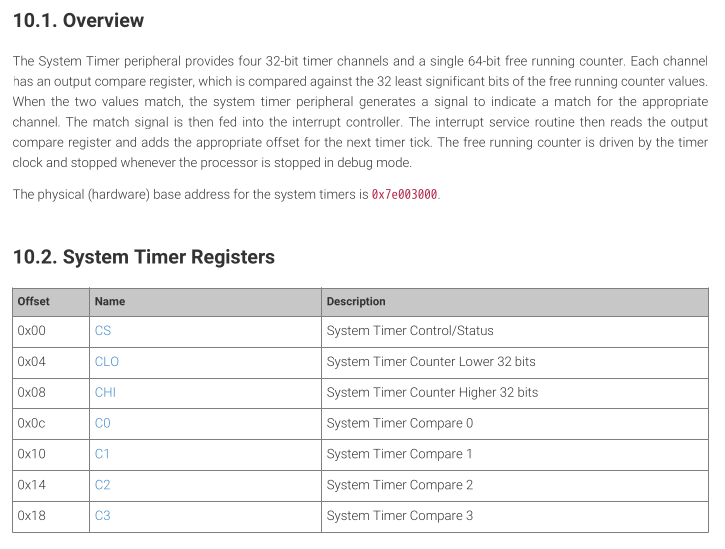 10.1. Overview
The System Timer peripheral provides four 32-bit timer channels and a single 64-bit free running counter. Each channel
has an output compare register, which is compared against the 32 least significant bits of the free running counter values.
When the two values match, the system timer peripheral generates a signal to indicate a match for the appropriate
channel. The match signal is then fed into the interrupt controller. The interrupt service routine then reads the output
compare register and adds the appropriate offset for the next timer tick. The free running counter is driven by the timer
clock and stopped whenever the processor is stopped in debug mode.
The physical (hardware) base address for the system timers is 0x7e003000.
10.2. System Timer Registers
Offset Name Description
0x00 CS System Timer Control/Status
0x04 CLO System Timer Counter Lower 32 bits
0x08 CHI System Timer Counter Higher 32 bits
0x0c C0 System Timer Compare 0
0x10 C1 System Timer Compare 1
0x14 C2 System Timer Compare 2
0x18 C3 System Timer Compare 3